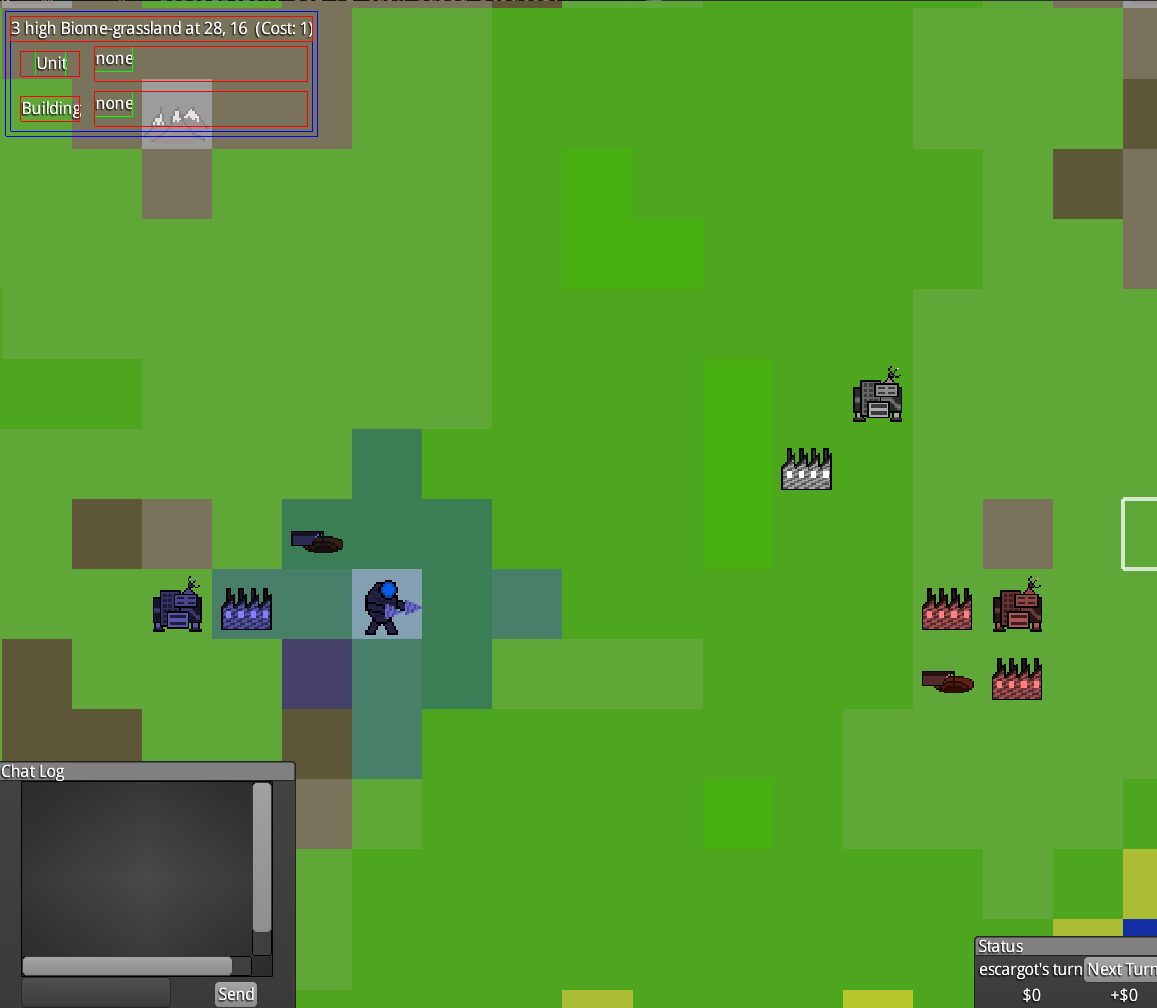 3 high Biome-grassland at 28, 16 (Cost: 1)
Unit
none
Building
none
Chat Log
Send
Status
escargot's turn
Next Turn
$0
+$0